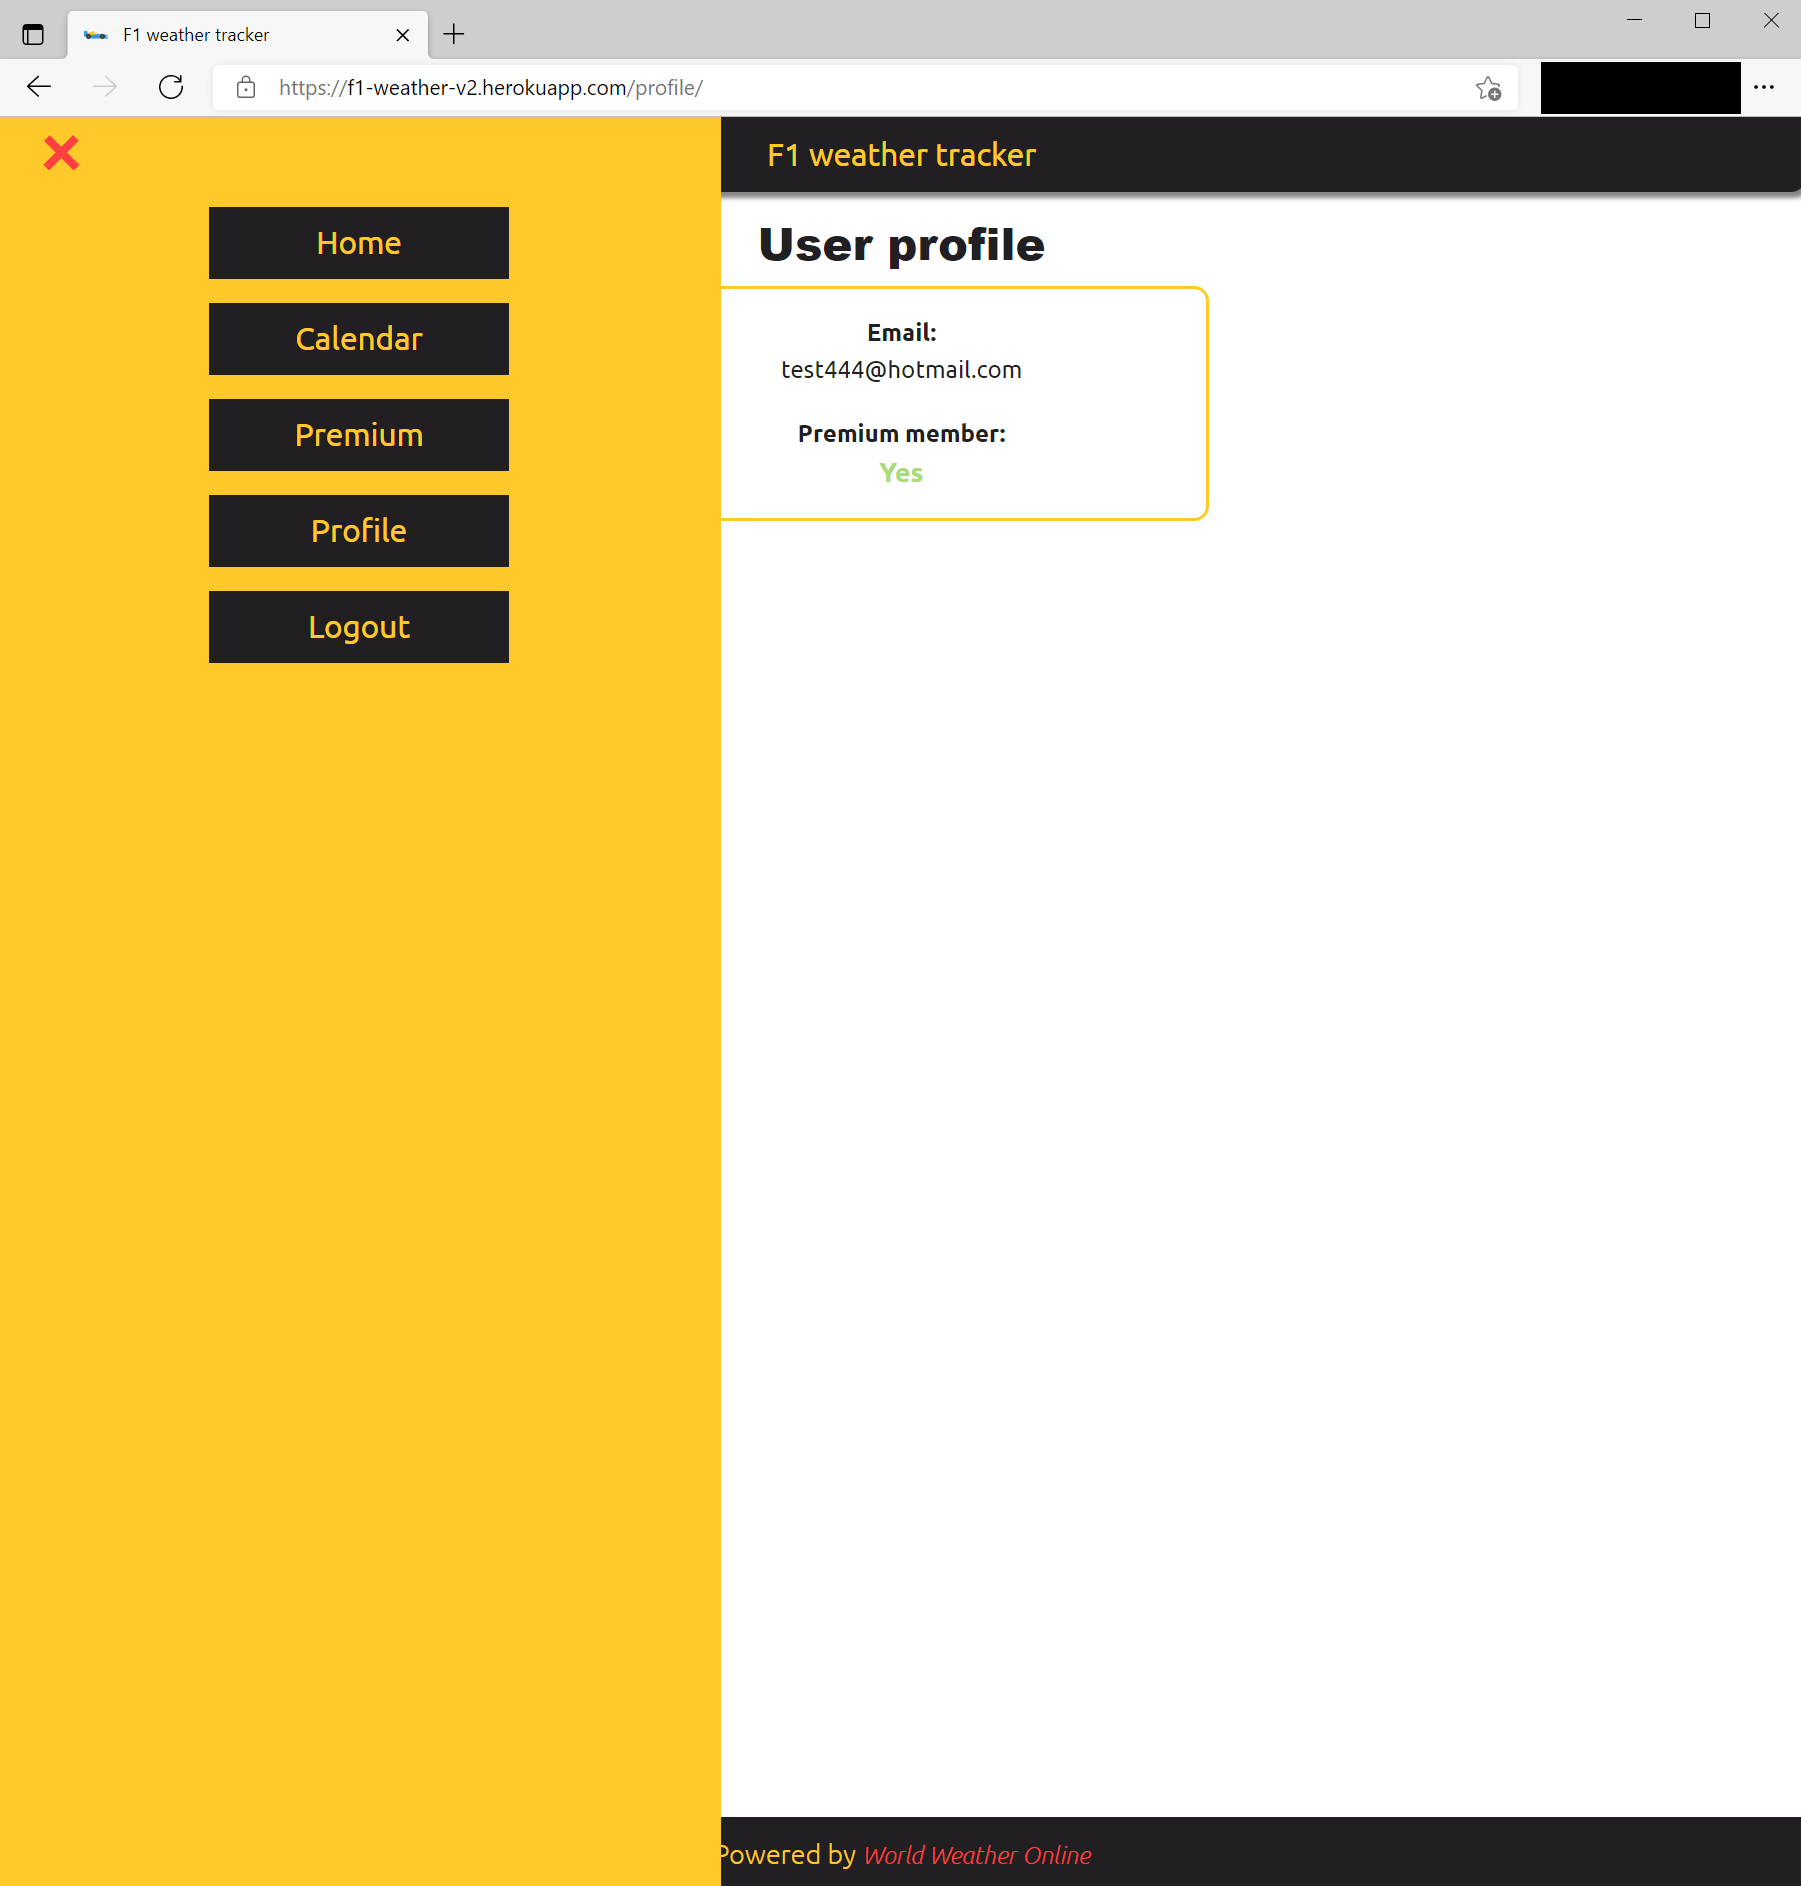 F1 weather tracker
https://f1-weather-v2.herokuapp.com/profile/
F1 weather tracker
Home
Calendar
Premium
Profile
Logout
User profile
Email:
test444@hotmail.com
Premium member:
Yes
Powered by World Weather Online